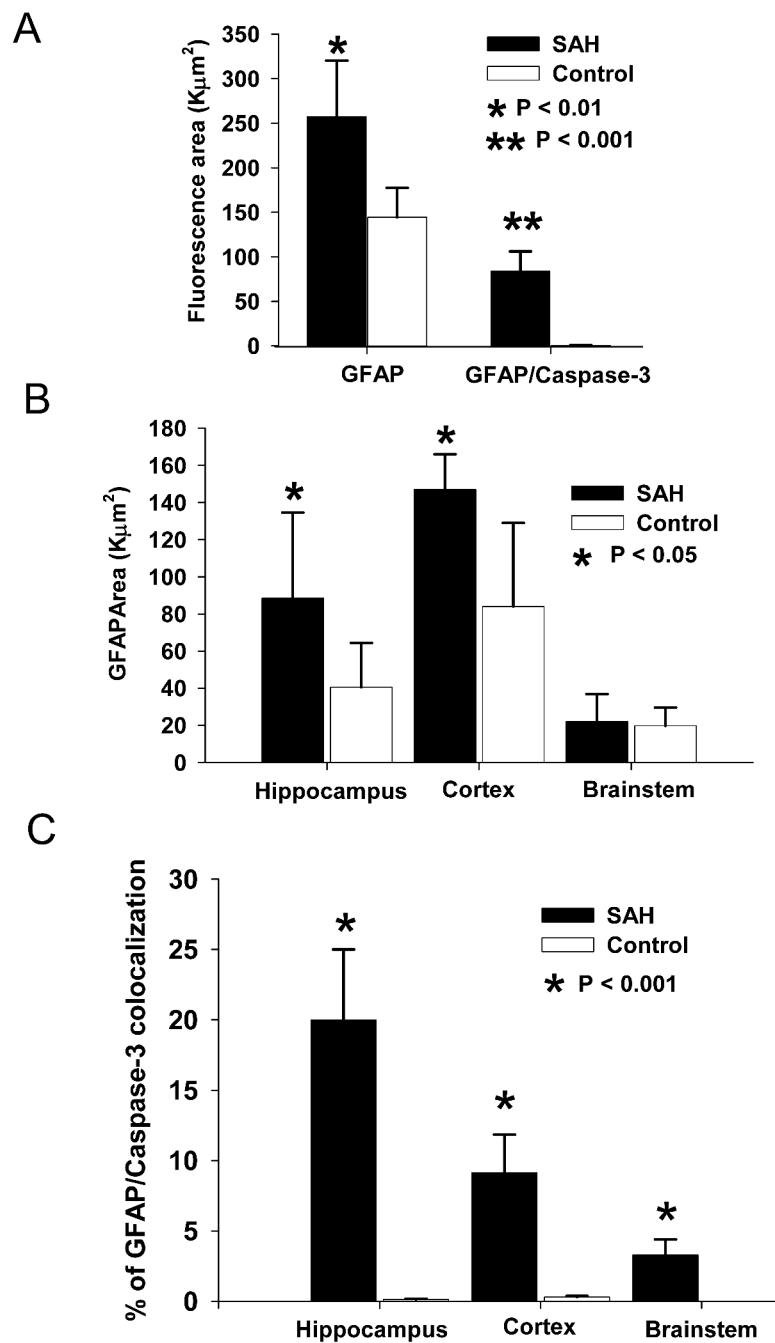 A
Fluorescence area (Kµm²)
350
300
250
200
150
100
50
0
*
**
SAH
Control
* P < 0.01
** P < 0.001
GFAP
GFAP/Caspase-3
B
GFAPArea (Kµm²)
180
160
140
120
100
80
60
40
20
0
*
*
SAH
Control
* P < 0.05
Hippocampus
Cortex
Brainstem
C
% of GFAP/Caspase-3 colocalization
30
25
20
15
10
5
0
*
*
*
SAH
Control
* P < 0.001
Hippocampus
Cortex
Brainstem